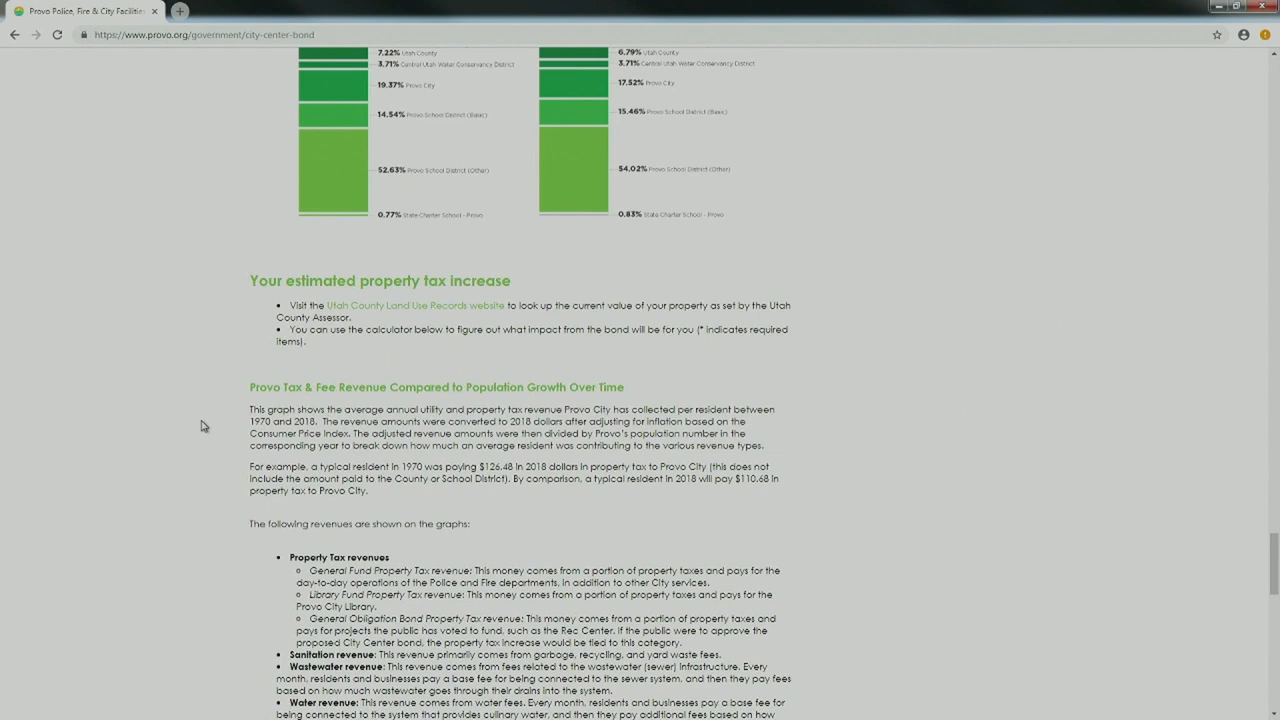 Provo Police, Fire & City Facilities
https://www.provo.org/government/city-center-bond
7.22% Utah County
3.71% Central Utah Water Conservancy District
19.37% Provo City
14.54% Provo School District (Basic)
52.63% Provo School District (Other)
0.77% State Charter School - Provo
6.79% Utah County
3.71% Central Utah Water Conservancy District
17.52% Provo City
15.46% Provo School District (Basic)
54.02% Provo School District (Other)
0.83% State Charter School - Provo
Your estimated property tax increase
• Visit the Utah County Land Use Records website to look up the current value of your property as set by the Utah
County Assessor.
• You can use the calculator below to figure out what impact from the bond will be for you (* indicates required
items).
Provo Tax & Fee Revenue Compared to Population Growth Over Time
This graph shows the average annual utility and property tax revenue Provo City has collected per resident between
1970 and 2018. The revenue amounts were converted to 2018 dollars after adjusting for inflation based on the
Consumer Price Index. The adjusted revenue amounts were then divided by Provo's population number in the
corresponding year to break down how much an average resident was contributing to the various revenue types.
For example, a typical resident in 1970 was paying $126.48 in 2018 dollars in property tax to Provo City (this does not
include the amount paid to the County or School District). By comparison, a typical resident in 2018 will pay $110.68 in
property tax to Provo City.
The following revenues are shown on the graphs:
• Property Tax revenues
○ General Fund Property Tax revenue: This money comes from a portion of property taxes and pays for the
day-to-day operations of the Police and Fire departments, in addition to other City services.
○ Library Fund Property Tax revenue: This money comes from a portion of property taxes and pays for the
Provo City Library.
○ General Obligation Bond Property Tax revenue: This money comes from a portion of property taxes and
pays for projects the public has voted to fund, such as the Rec Center. If the public were to approve the
proposed City Center bond, the property tax increase would be tied to this category.
• Sanitation revenue: This revenue primarily comes from garbage, recycling, and yard waste fees.
• Wastewater revenue: This revenue comes from fees related to the wastewater (sewer) infrastructure. Every
month, residents and businesses pay a base fee for being connected to the sewer system, and then they pay fees
based on how much wastewater goes through their drains into the system.
• Water revenue: This revenue comes from water fees. Every month, residents and businesses pay a base fee for
being connected to the system that provides culinary water, and then they pay additional fees based on how